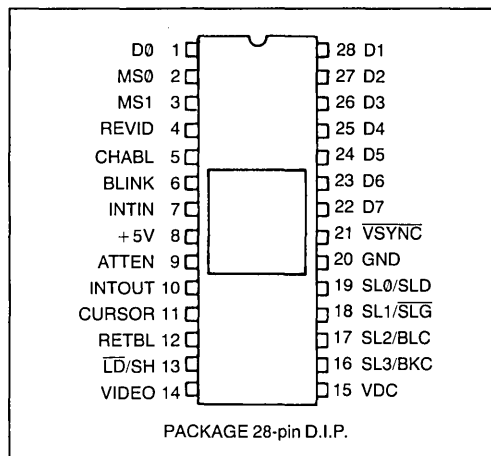 D0 1 28 D1
MS0 2 27 D2
MS1 3 26 D3
REVID 4 25 D4
CHABL 5 24 D5
BLINK 6 23 D6
INTIN 7 22 D7
+5V 8 21 V̅S̅Y̅N̅C̅
ATTEN 9 20 GND
INTOUT 10 19 SL0/SLD
CURSOR 11 18 SL1/S̅L̅G̅
RETBL 12 17 SL2/BLC
L̅D̅/SH 13 16 SL3/BKC
VIDEO 14 15 VDC
PACKAGE 28-pin D.I.P.